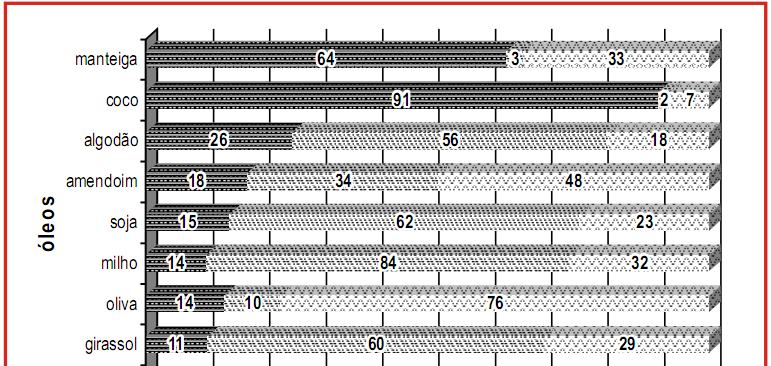 manteiga 64 3 33
coco 91 2 7
algodão 26 56 18
amendoim 18 34 48
soja 15 62 23
milho 14 84 32
oliva 14 10 76
girassol 11 60 29
óleos